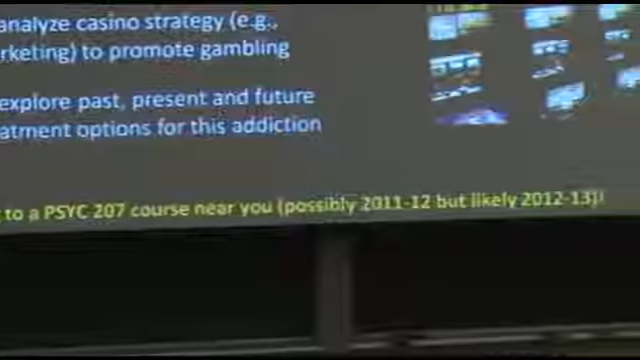 analyze casino strategy (e.g.,
rketing) to promote gambling
explore past, present and future
atment options for this addiction
to a PSYC 207 course near you (possibly 2011-12 but likely 2012-13)!